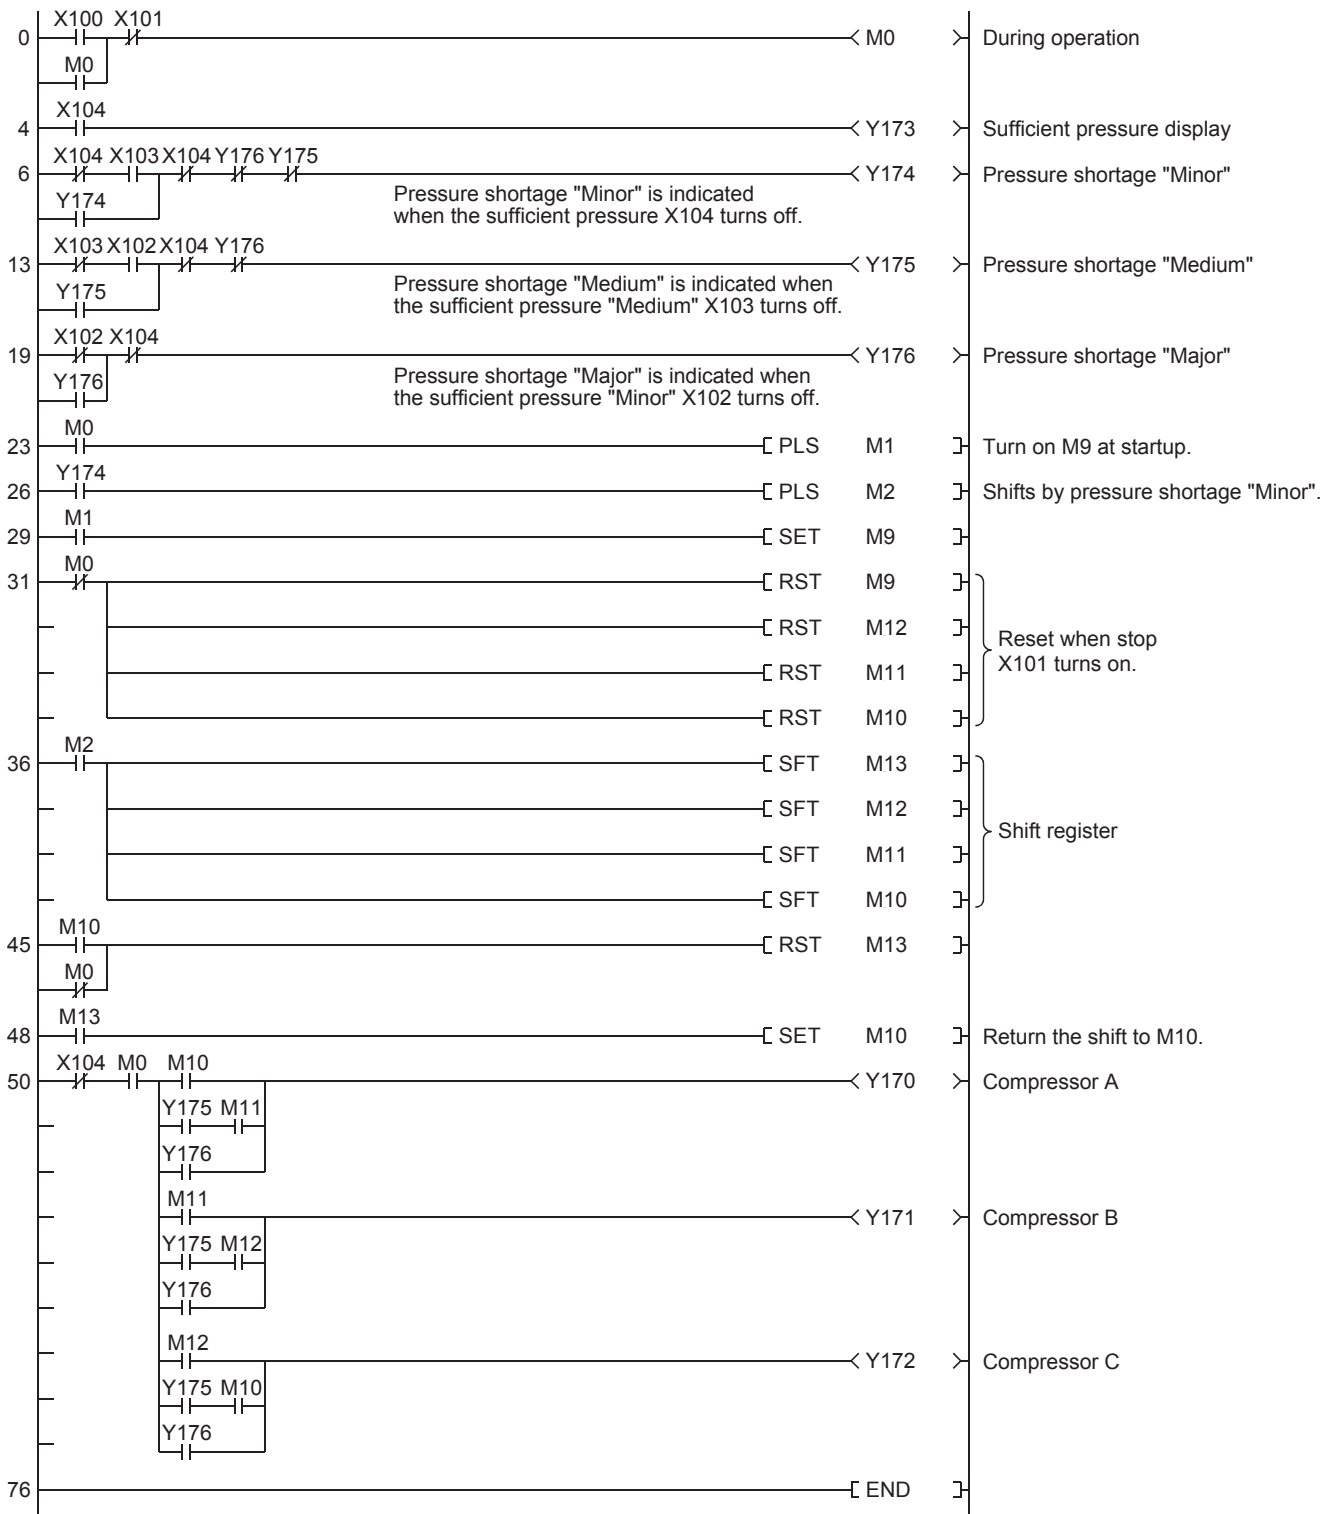 X100 X101
0 M0 During operation
M0
X104
4 Y173 Sufficient pressure display
X104 X103 X104 Y176 Y175
6 Y174 Pressure shortage "Minor"
Y174
Pressure shortage "Minor" is indicated
when the sufficient pressure X104 turns off.
X103 X102 X104 Y176
13 Y175 Pressure shortage "Medium"
Y175
Pressure shortage "Medium" is indicated when
the sufficient pressure "Medium" X103 turns off.
X102 X104
19 Y176 Pressure shortage "Major"
Y176
Pressure shortage "Major" is indicated when
the sufficient pressure "Minor" X102 turns off.
M0
23 PLS M1 Turn on M9 at startup.
Y174
26 PLS M2 Shifts by pressure shortage "Minor".
M1
29 SET M9
M0
31 RST M9
RST M12
Reset when stop
X101 turns on.
RST M11
RST M10
M2
36 SFT M13
SFT M12
Shift register
SFT M11
SFT M10
M10
45 RST M13
M0
M13
48 SET M10 Return the shift to M10.
X104 M0 M10
50 Y170 Compressor A
Y175 M11
Y176
M11
Y171 Compressor B
Y175 M12
Y176
M12
Y172 Compressor C
Y175 M10
Y176
76 END